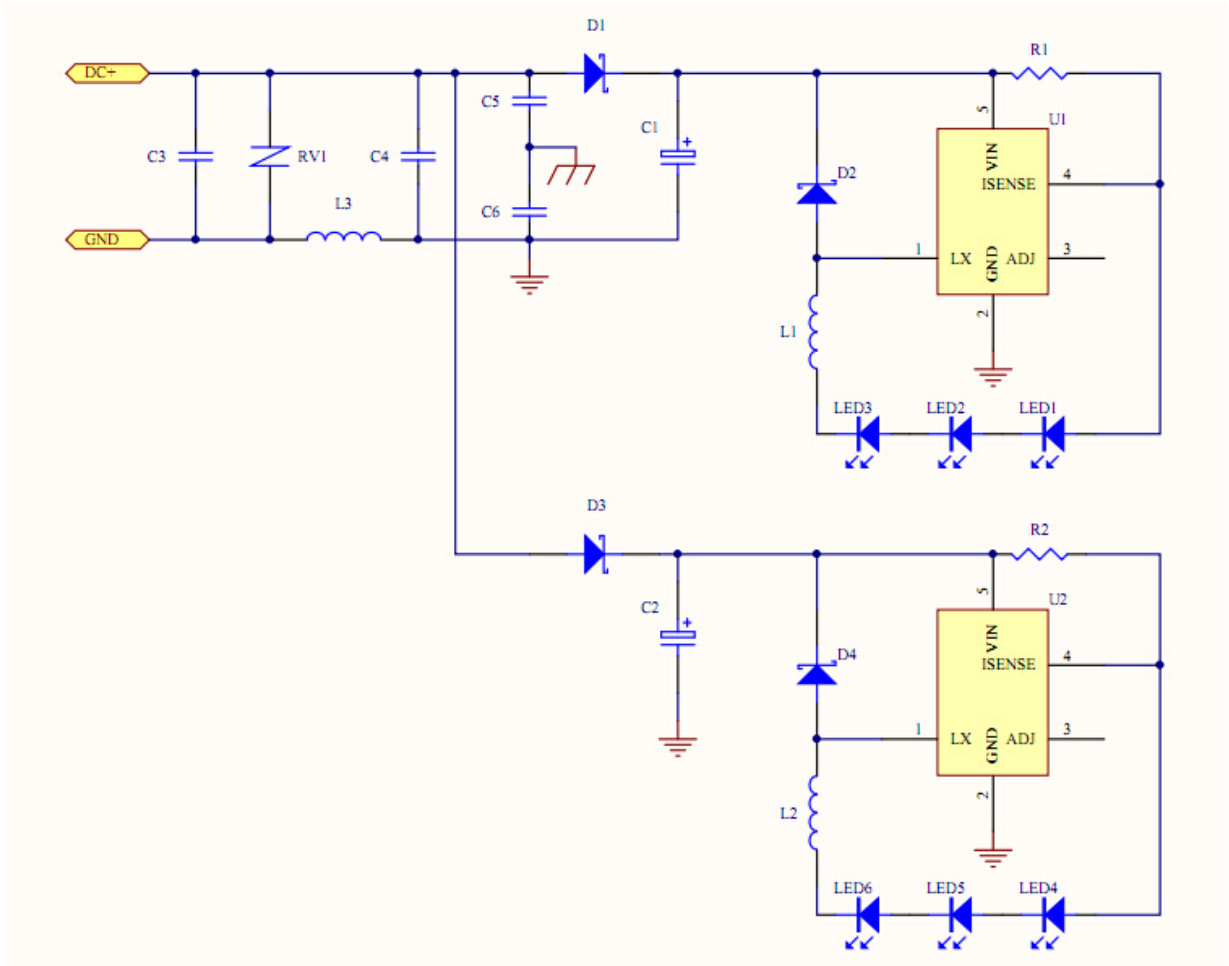 D1
DC+
R1
C5
5
U1
C1
+
C3
RV1
C4
VIN
D2
4
ISENSE
L3
C6
GND
1
LX
GND
ADJ
3
2
L1
LED3
LED2
LED1
D3
R2
5
U2
C2
+
VIN
D4
4
ISENSE
1
LX
GND
ADJ
3
2
L2
LED6
LED5
LED4